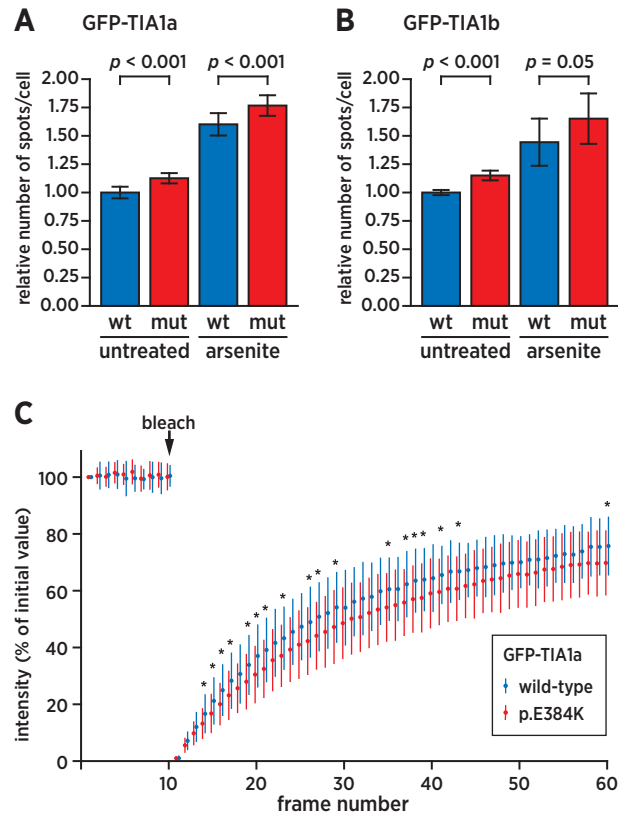 A GFP-TIA1a
p < 0.001 p < 0.001
relative number of spots/cell
2.00
1.75
1.50
1.25
1.00
0.75
0.50
0.25
0.00
wt mut wt mut
untreated arsenite
B GFP-TIA1b
p < 0.001 p = 0.05
relative number of spots/cell
2.00
1.75
1.50
1.25
1.00
0.75
0.50
0.25
0.00
wt mut wt mut
untreated arsenite
C
bleach
intensity (% of initial value)
100
80
60
40
20
0
* * * * * * * * * * * * * * * * * *
GFP-TIA1a
wild-type
p.E384K
0 10 20 30 40 50 60
frame number